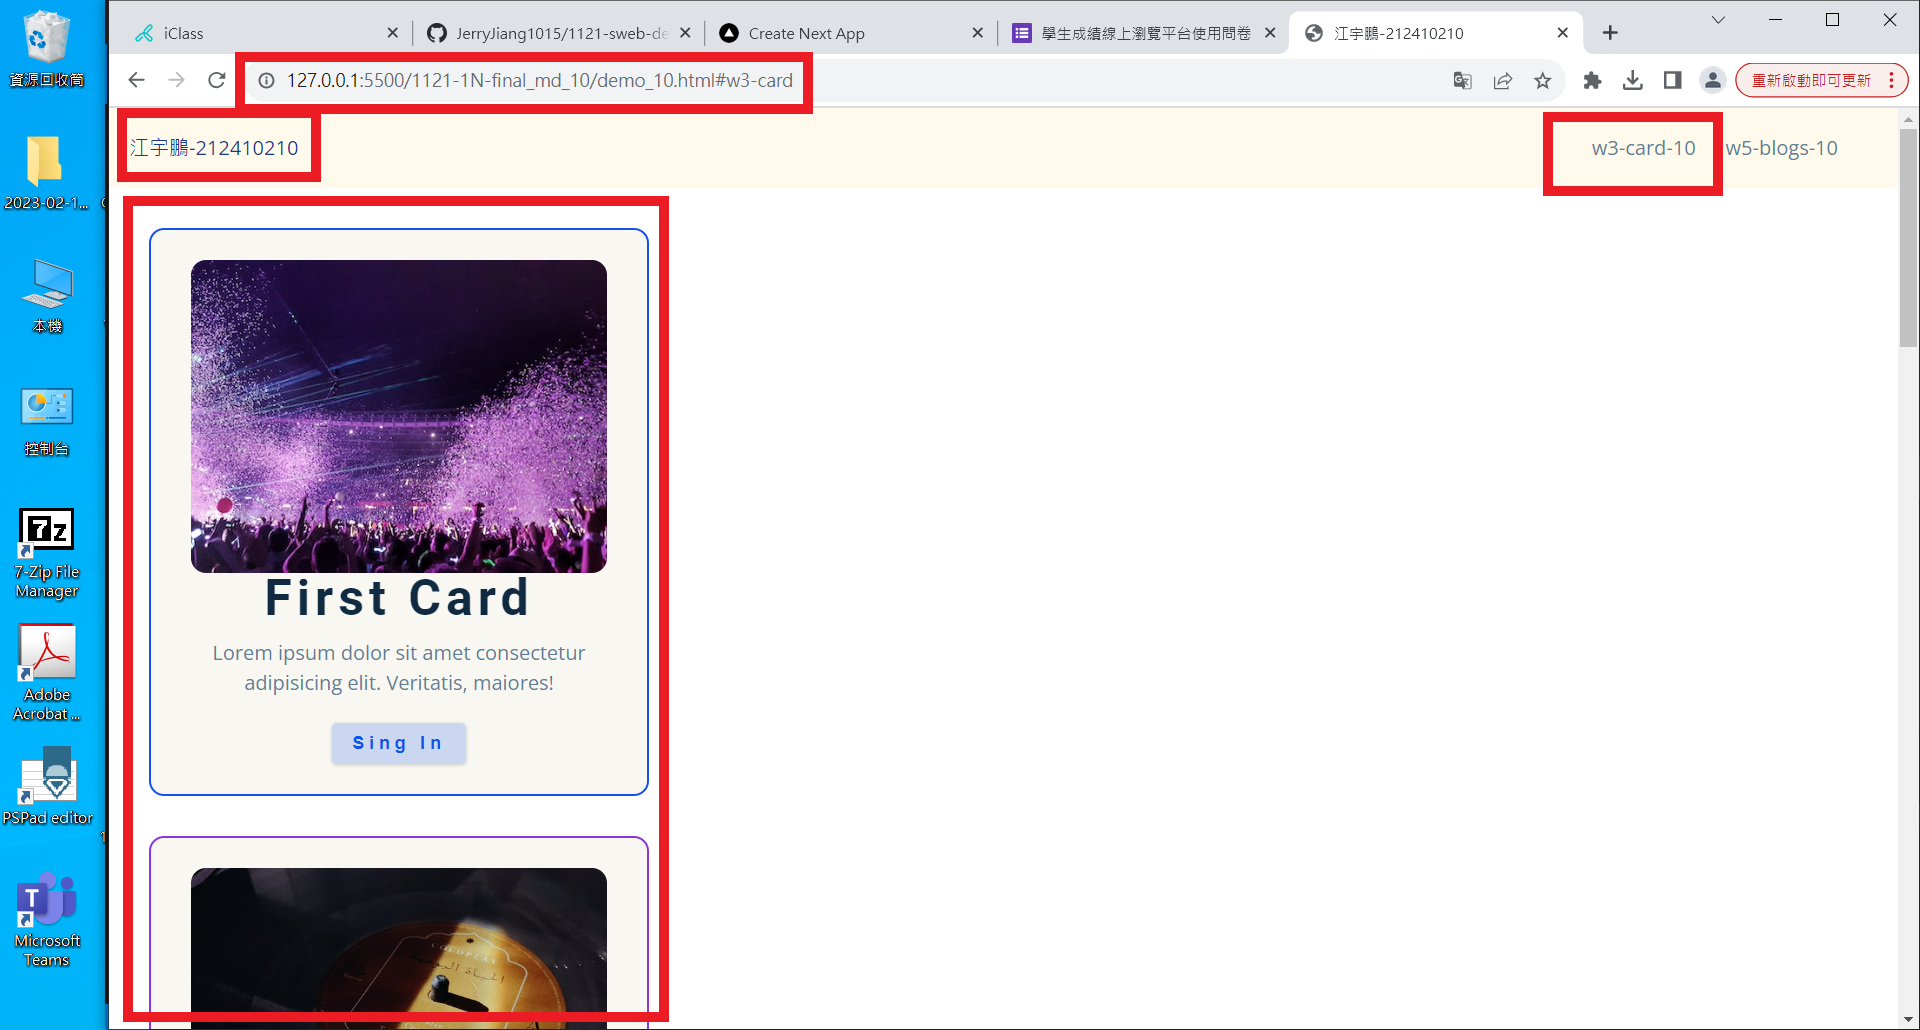 iClass
JerryJiang1015/1121-sweb-de
Create Next App
學生成績線上瀏覽平台使用問卷
江宇鵬-212410210
127.0.0.1:5500/1121-1N-final_md_10/demo_10.html#w3-card
重新啟動即可更新
江宇鵬-212410210
w3-card-10
w5-blogs-10
First Card
Lorem ipsum dolor sit amet consectetur
adipisicing elit. Veritatis, maiores!
Sing In
COLDPLAY
資源回收筒
2023-02-1...
本機
控制台
7z
7-Zip File
Manager
Adobe
Acrobat ...
PSPad editor
T
Microsoft
Teams